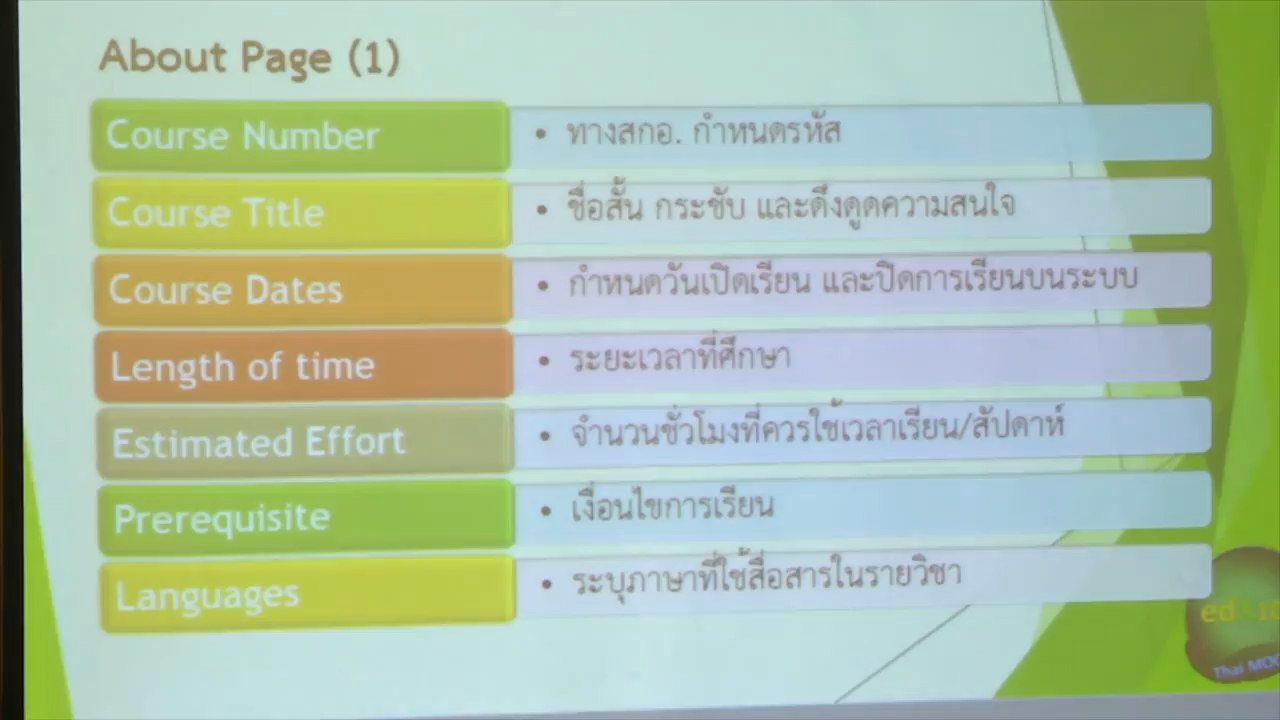 About Page (1)
Course Number
• ทางสกอ. กำหนดรหัส
Course Title
• ชื่อสั้น กระชับ และดึงดูดความสนใจ
Course Dates
• กำหนดวันเปิดเรียน และปิดการเรียนบนระบบ
Length of time
• ระยะเวลาที่ศึกษา
Estimated Effort
• จำนวนชั่วโมงที่ควรใช้เวลาเรียน/สัปดาห์
Prerequisite
• เงื่อนไขการเรียน
Languages
• ระบุภาษาที่ใช้สื่อสารในรายวิชา
Thai